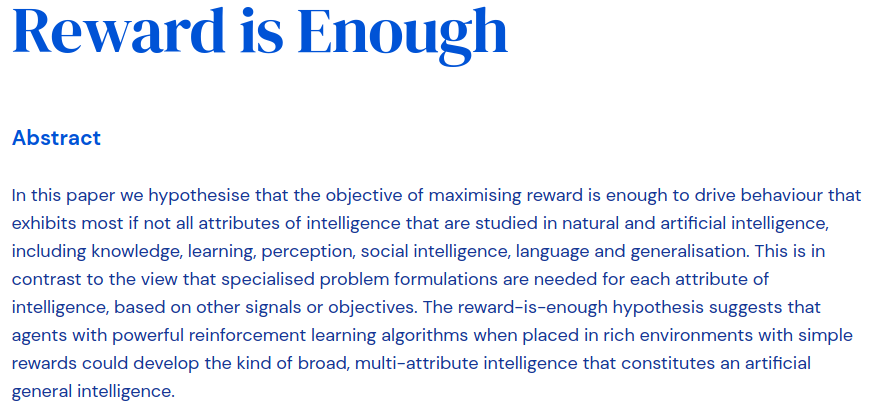 Reward is Enough
Abstract
In this paper we hypothesise that the objective of maximising reward is enough to drive behaviour that
exhibits most if not all attributes of intelligence that are studied in natural and artificial intelligence,
including knowledge, learning, perception, social intelligence, language and generalisation. This is in
contrast to the view that specialised problem formulations are needed for each attribute of
intelligence, based on other signals or objectives. The reward-is-enough hypothesis suggests that
agents with powerful reinforcement learning algorithms when placed in rich environments with simple
rewards could develop the kind of broad, multi-attribute intelligence that constitutes an artificial
general intelligence.